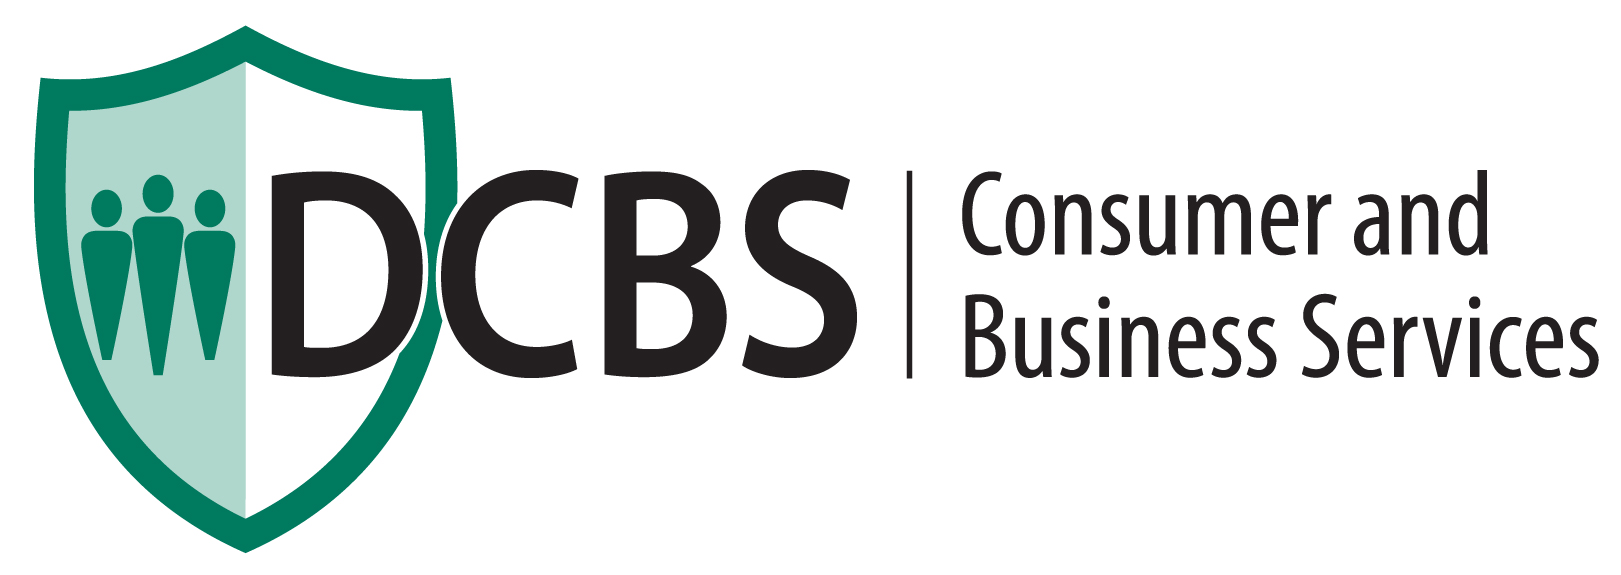 DCBS
Consumer and
Business Services